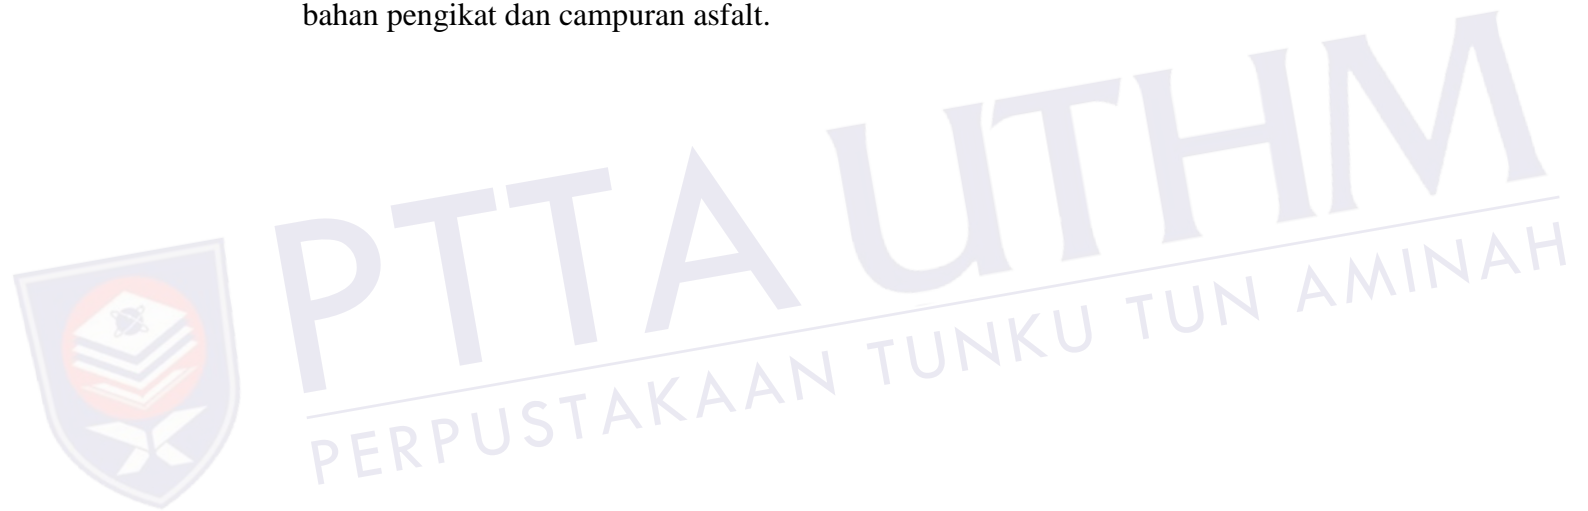 bahan pengikat dan campuran asfalt.
PTTA UTHM
PERPUSTAKAAN TUNKU TUN AMINAH